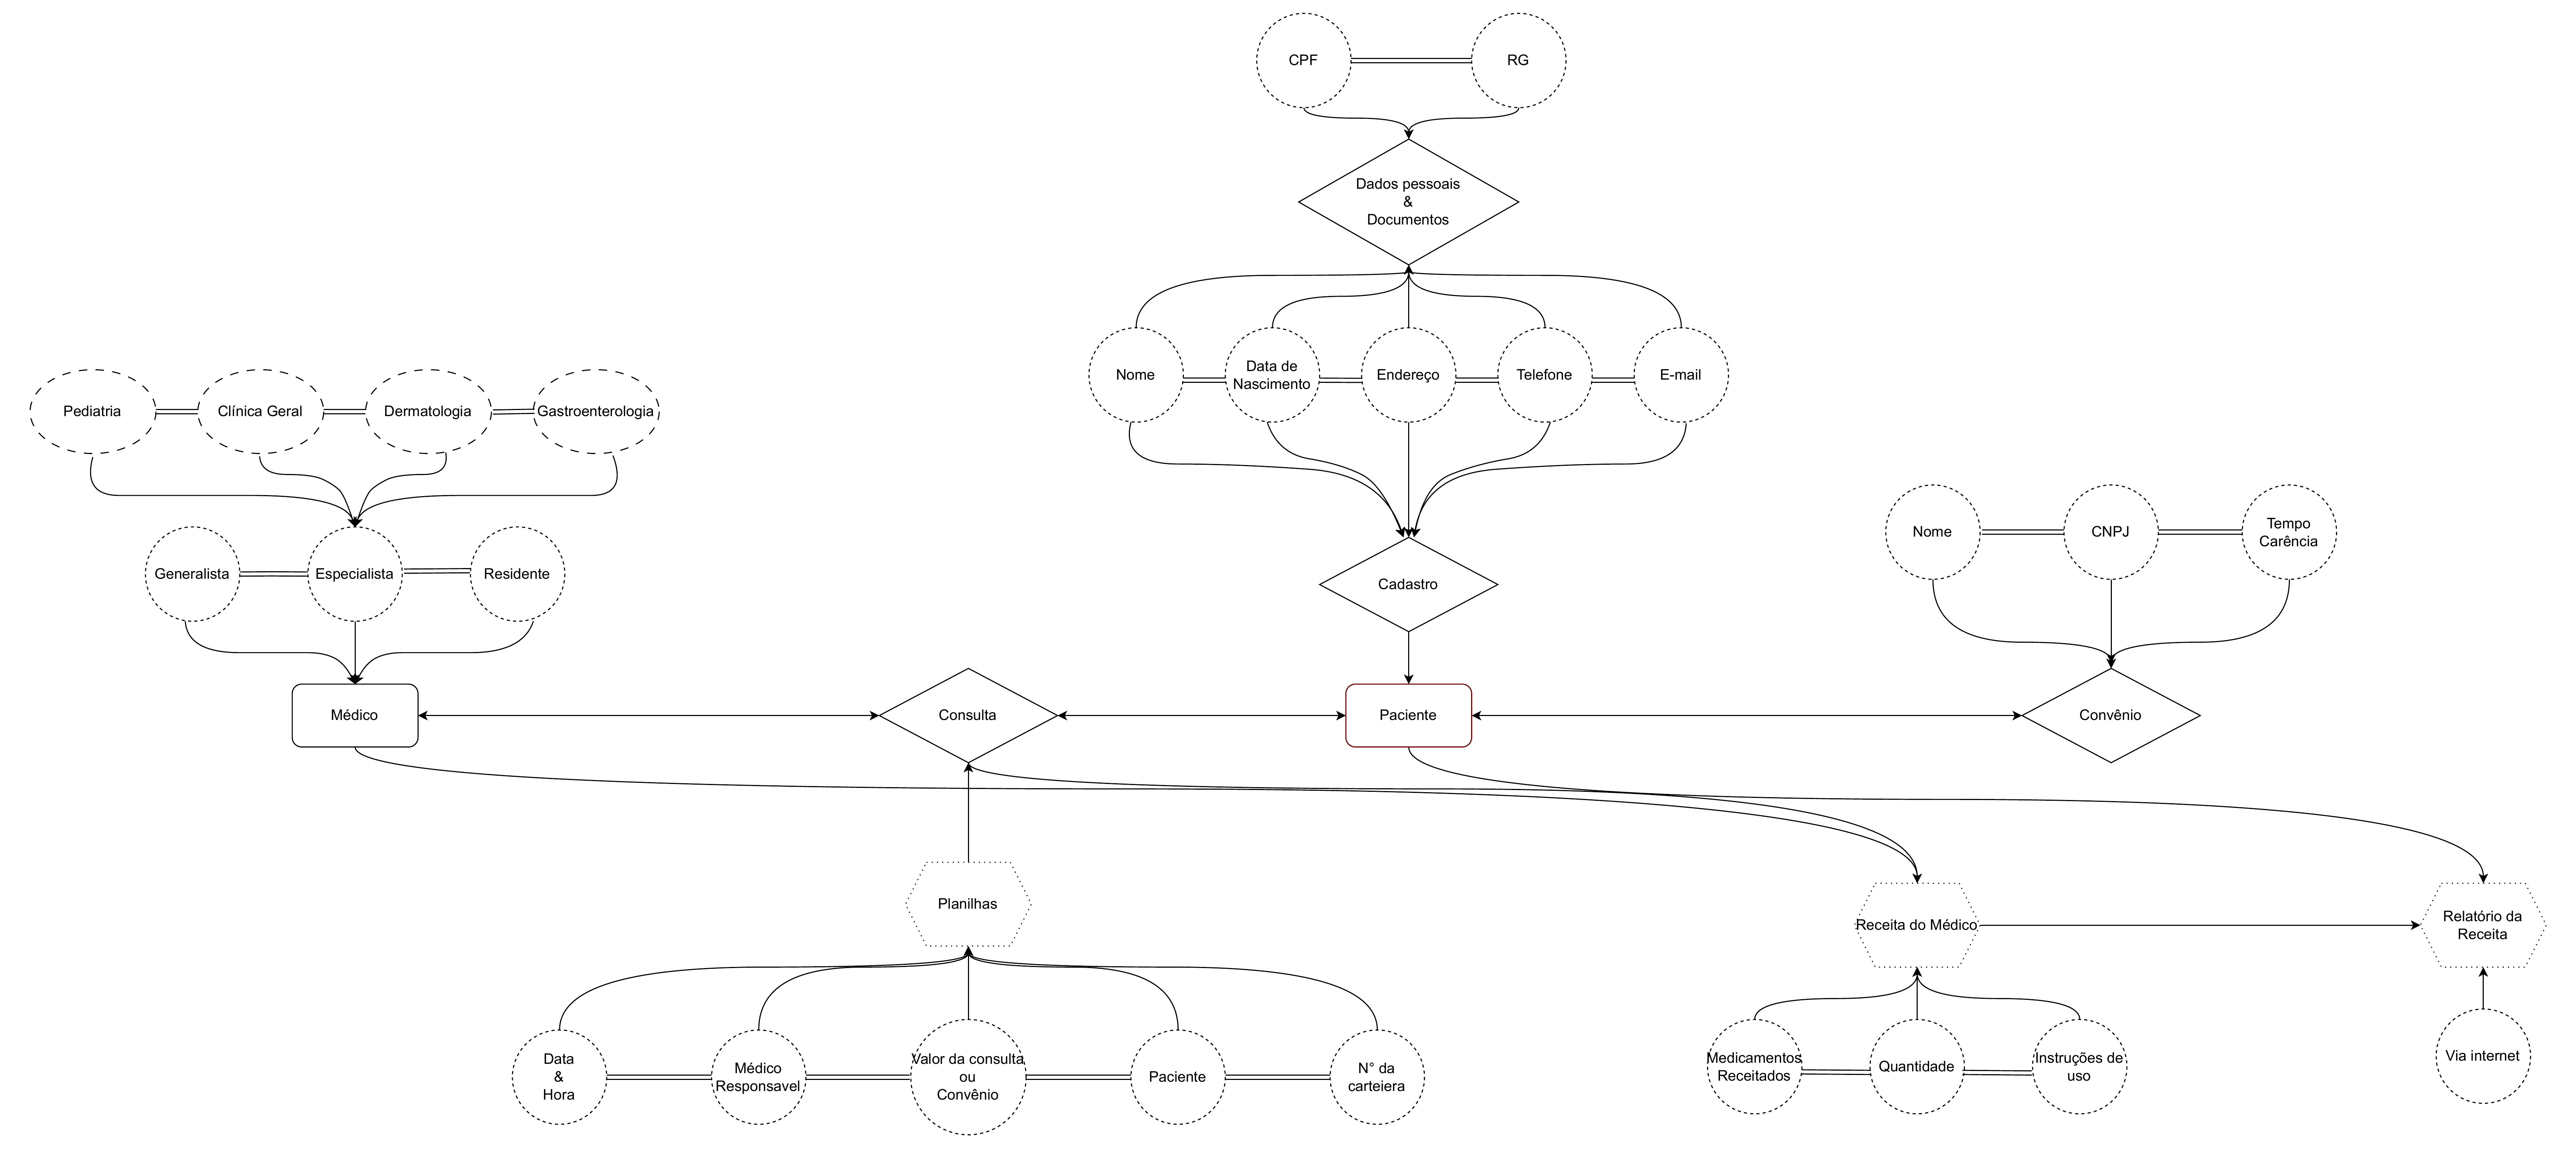 CPF
RG
Dados pessoais
&
Documentos
Nome
Data de
Nascimento
Endereço
Telefone
E-mail
Pediatria
Clínica Geral
Dermatologia
Gastroenterologia
Nome
CNPJ
Tempo
Carência
Generalista
Especialista
Residente
Cadastro
Médico
Consulta
Paciente
Convênio
Planilhas
Receita do Médico
Relatório da
Receita
Data
&
Hora
Médico
Responsavel
Valor da consulta
ou
Convênio
Paciente
N° da
carteiera
Medicamentos
Receitados
Quantidade
Instruções de
uso
Via internet